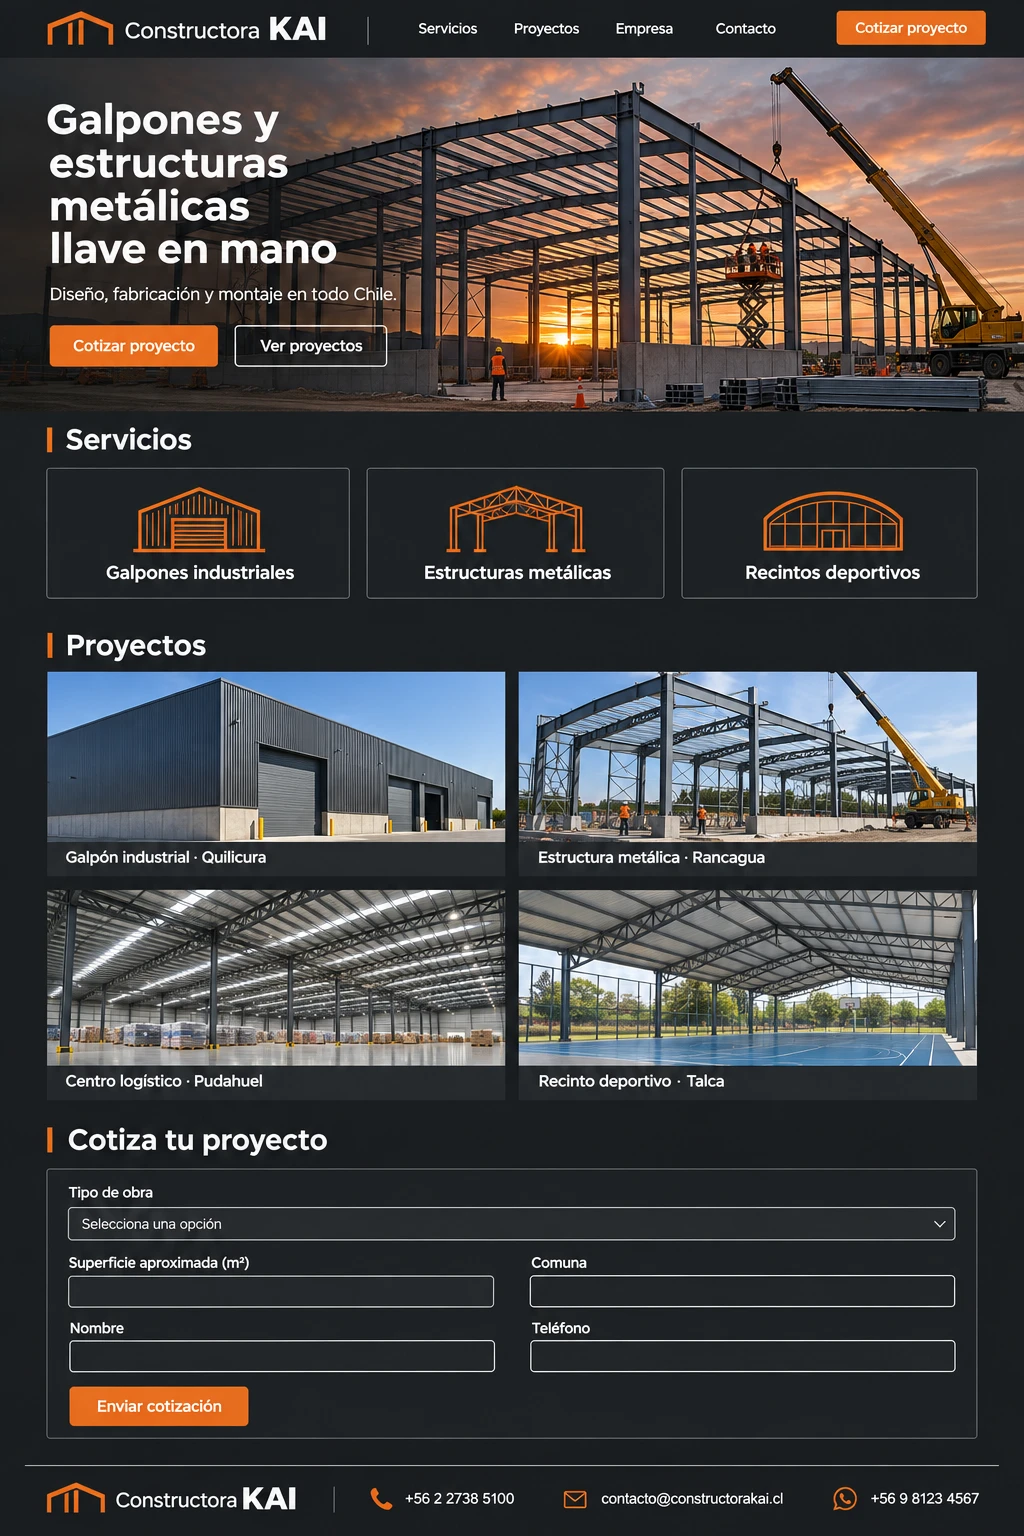 Constructora KAI
Servicios
Proyectos
Empresa
Contacto
Cotizar proyecto
Galpones y
estructuras
metálicas
llave en mano
Diseño, fabricación y montaje en todo Chile.
Cotizar proyecto
Ver proyectos
Servicios
Galpones industriales
Estructuras metálicas
Recintos deportivos
Proyectos
Galpón industrial · Quilicura
Estructura metálica · Rancagua
Centro logístico · Pudahuel
Recinto deportivo · Talca
Cotiza tu proyecto
Tipo de obra
Selecciona una opción
Superficie aproximada (m²)
Comuna
Nombre
Teléfono
Enviar cotización
Constructora KAI
+56 2 2738 5100
contacto@constructorakai.cl
+56 9 8123 4567